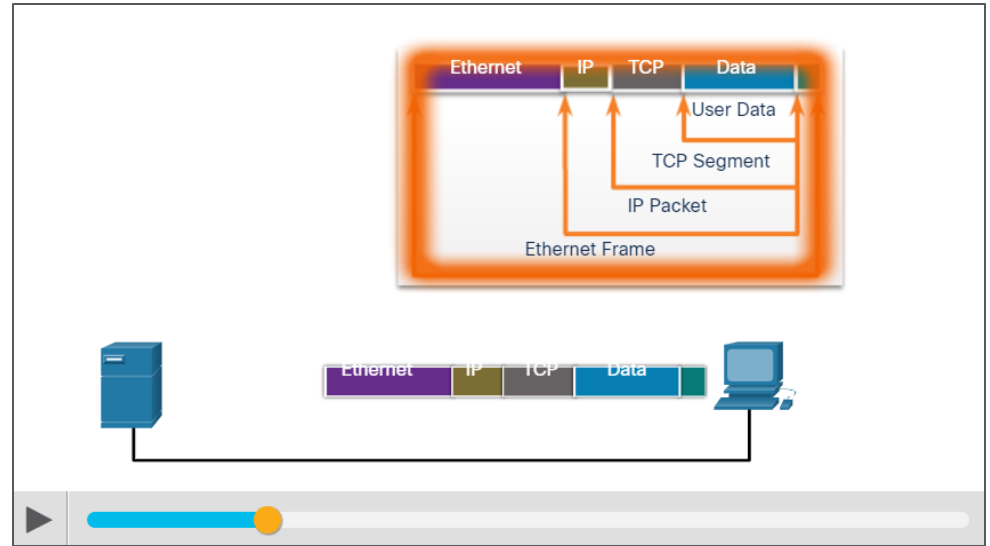 Ethernet IP TCP Data
User Data
TCP Segment
IP Packet
Ethernet Frame
Ethernet IP TCP Data